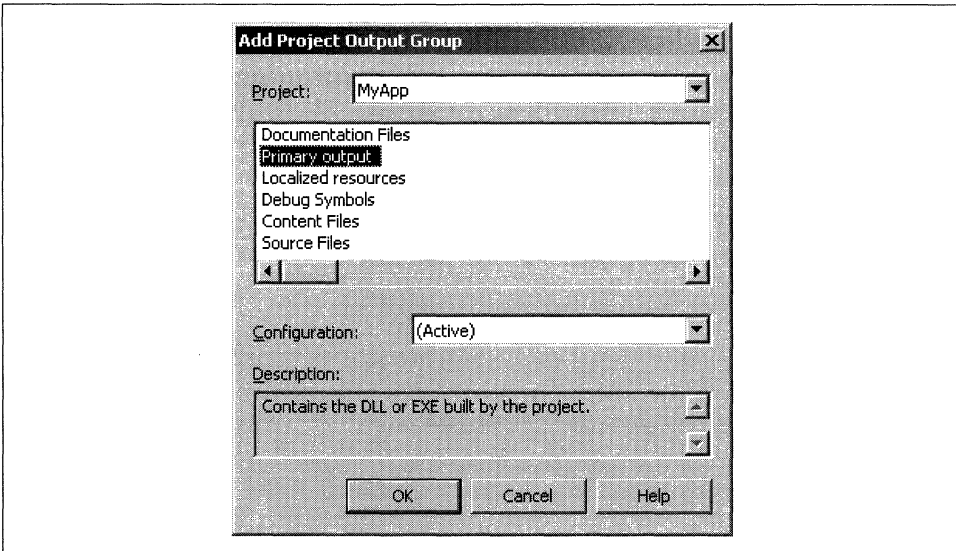 Add Project Output Group
Project: MyApp
Documentation Files
Primary output
Localized resources
Debug Symbols
Content Files
Source Files
Configuration: (Active)
Description:
Contains the DLL or EXE built by the project.
OK Cancel Help